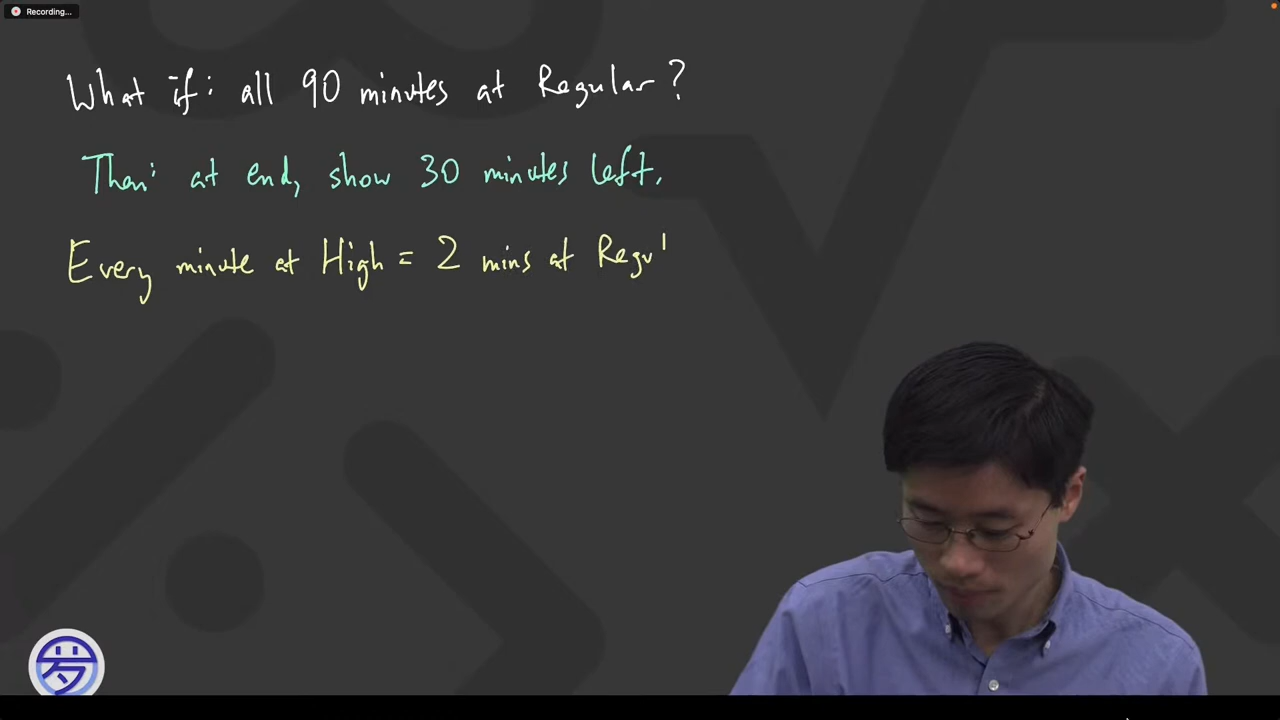 Recording...
What if: all 90 minutes at Regular?
Then: at end, show 30 minutes left.
Every minute at High = 2 mins at Regu